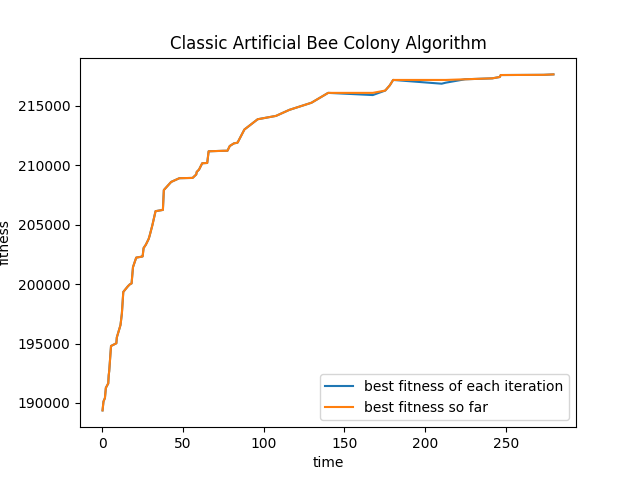 Classic Artificial Bee Colony Algorithm
fitness
215000
210000
205000
200000
195000
190000
best fitness of each iteration
best fitness so far
0
50
100
150
200
250
time